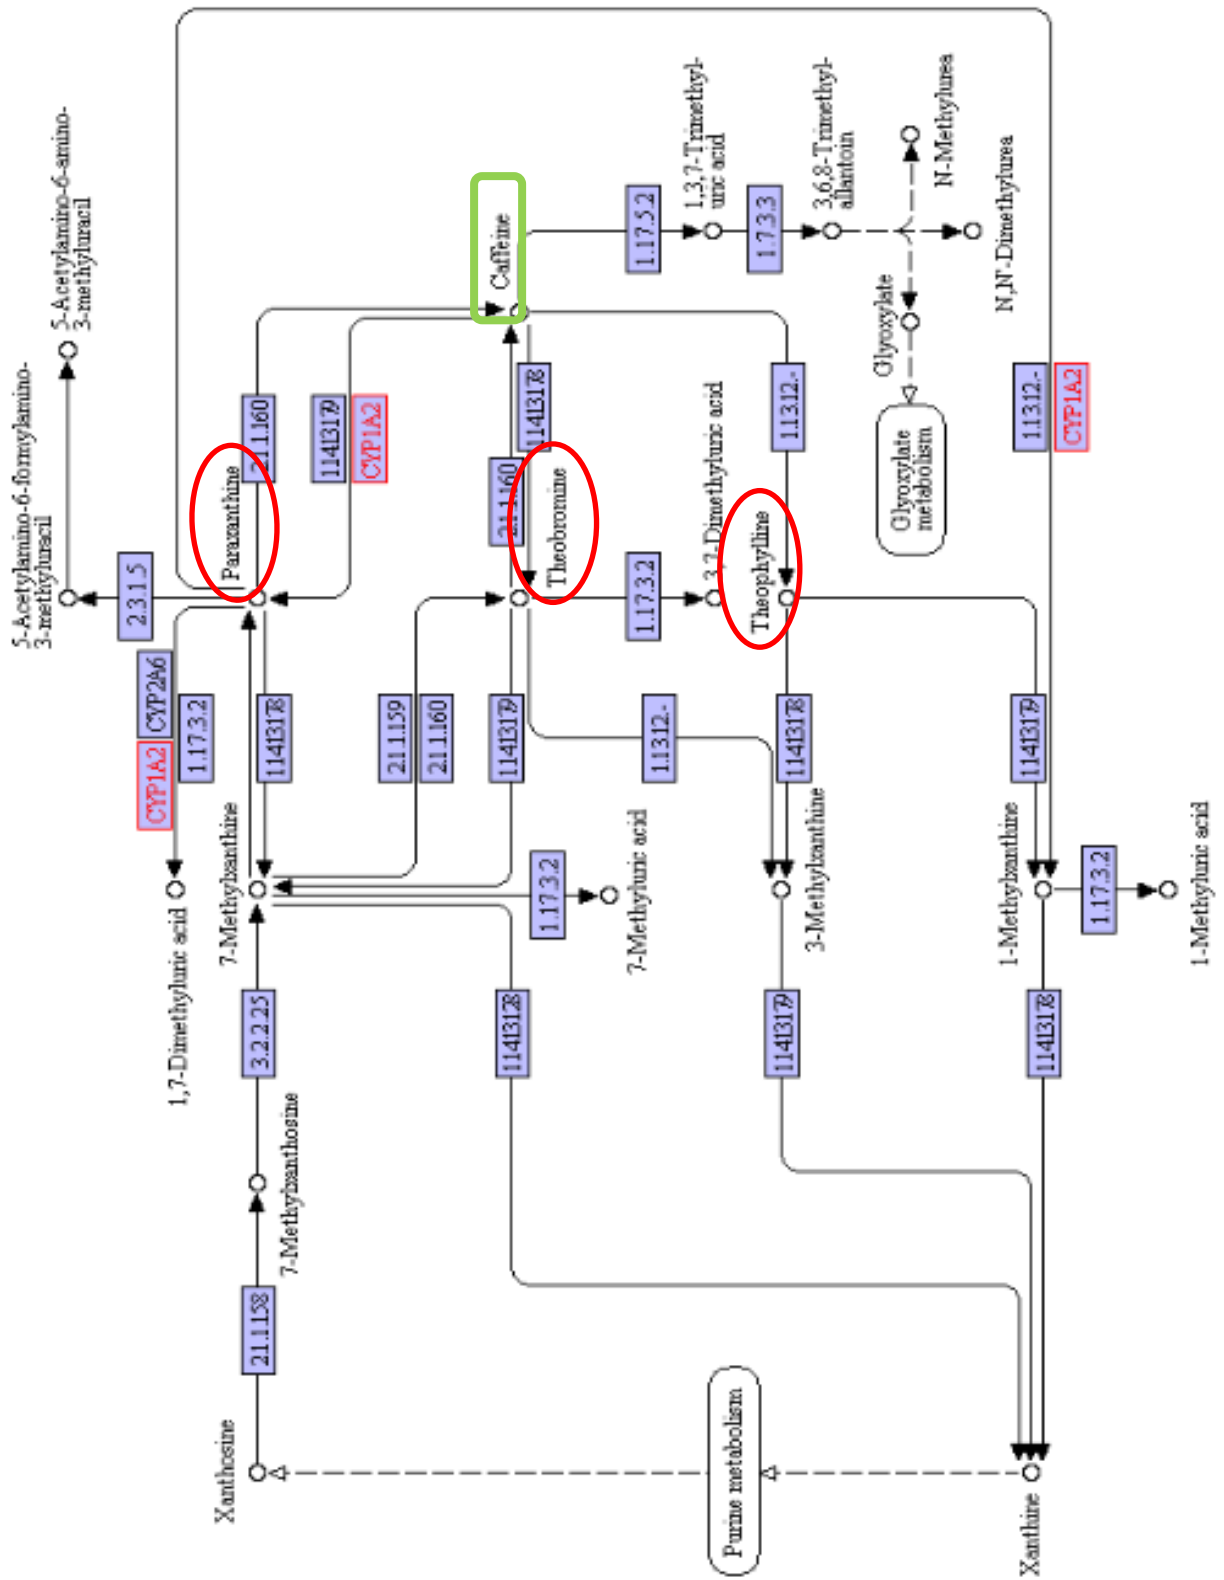 5-Acetylamino-6-formylamino-
3-methyluracil
5-Acetylamino-6-amino-
3-methyluracil
2.3.1.5
CYP1A2
CYP2A6
1.17.3.2
1,7-Dimethyluric acid
Xanthosine
2.1.1.158
7-Methylxanthosine
3.2.2.25
7-Methylxanthine
1.14.13.178
Paraxanthine
2.1.1.160
1.14.13.179
CYP1A2
2.1.1.159
2.1.1.160
1.14.13.179
2.1.1.160
1.14.13.178
Caffeine
Theobromine
1.14.13.128
1.17.3.2
7-Methyluric acid
1.17.3.2
3,7-Dimethyluric acid
1.17.5.2
1,3,7-Trimethyl-
uric acid
1.7.3.3
3,6,8-Trimethyl-
allantoin
1.13.12.-
1.13.12.-
Theophylline
1.14.13.178
3-Methylxanthine
1.14.13.179
Purine metabolism
Glyoxylate
Glyoxylate
metabolism
N-Methylurea
N,N'-Dimethylurea
1.13.12.-
CYP1A2
1.14.13.179
1-Methylxanthine
1.14.13.178
Xanthine
1.17.3.2
1-Methyluric acid